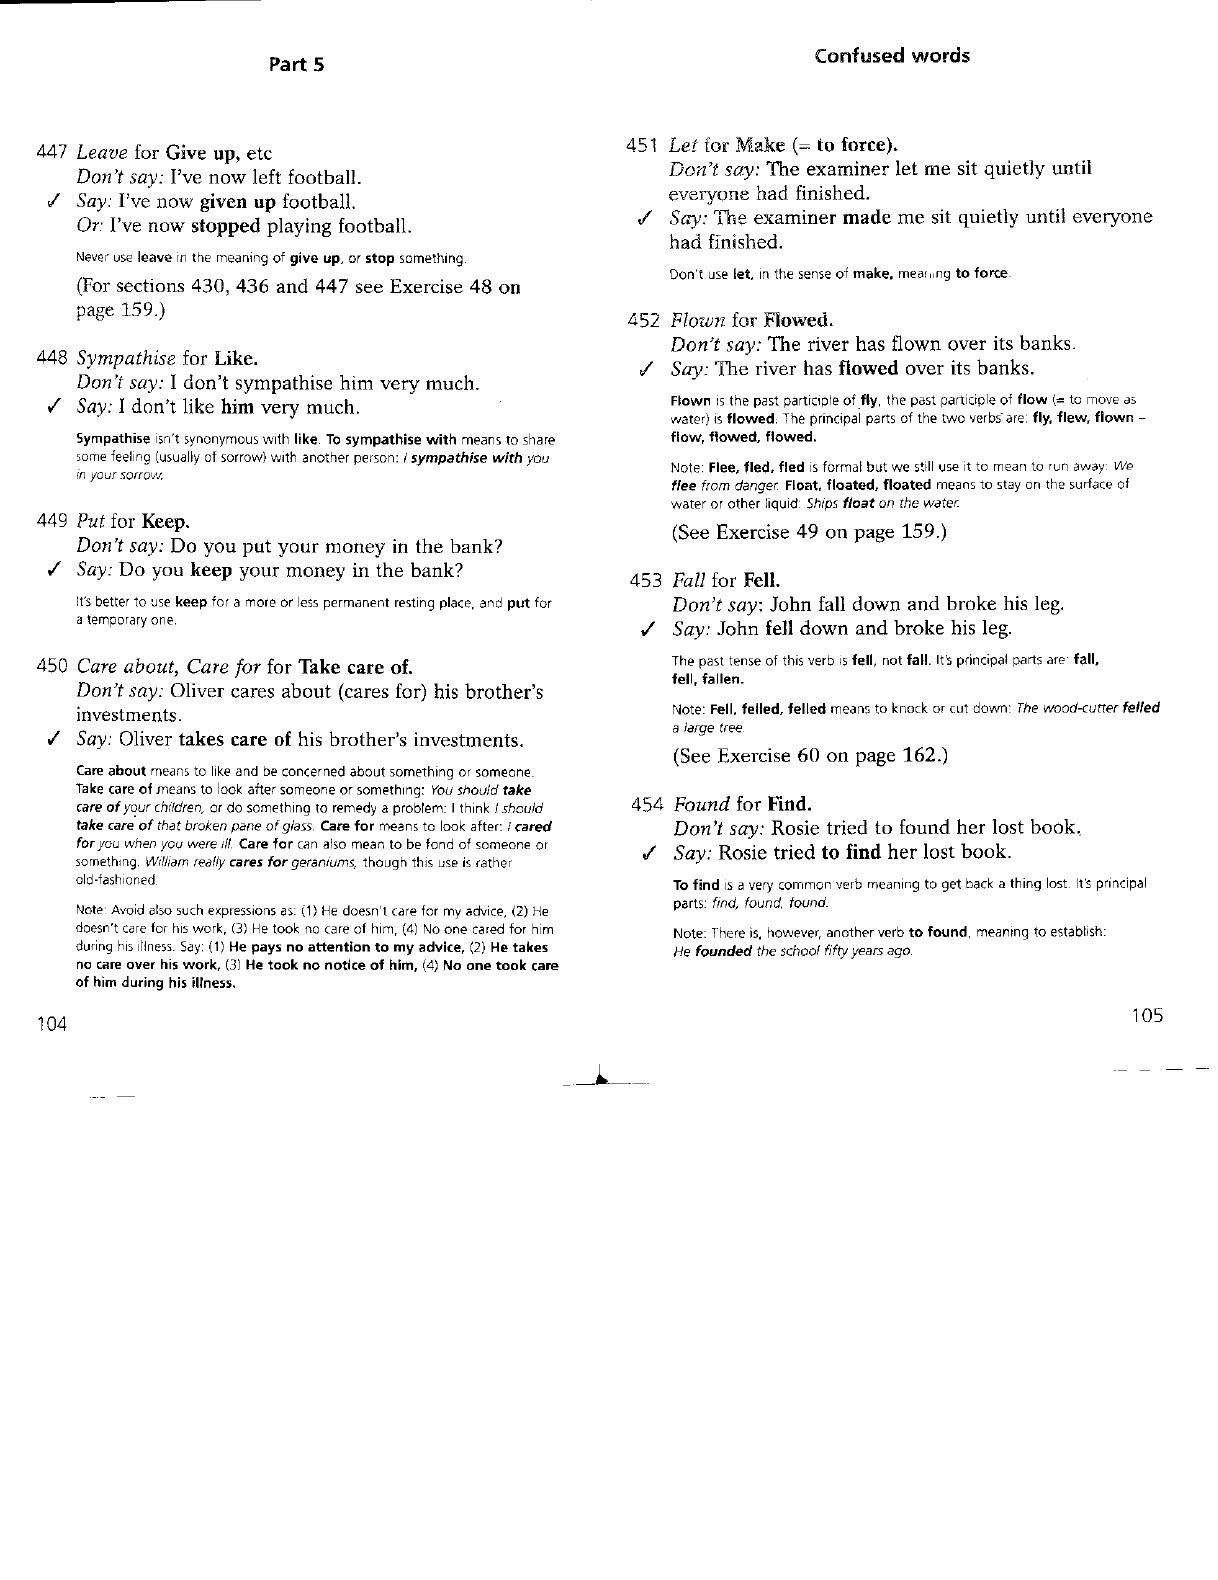 Part 5
447 Leave for Give up, etc
Don't say: I've now left football.
✓ Say: I've now given up football.
Or: I've now stopped playing football.
Never use leave in the meaning of give up, or stop something.
(For sections 430, 436 and 447 see Exercise 48 on
page 159.)
448 Sympathise for Like.
Don't say: I don't sympathise him very much.
✓ Say: I don't like him very much.
Sympathise isn't synonymous with like. To sympathise with means to share
some feeling (usually of sorrow) with another person: I sympathise with you
in your sorrow.
449 Put for Keep.
Don't say: Do you put your money in the bank?
✓ Say: Do you keep your money in the bank?
It's better to use keep for a more or less permanent resting place, and put for
a temporary one.
450 Care about, Care for for Take care of.
Don't say: Oliver cares about (cares for) his brother's
investments.
✓ Say: Oliver takes care of his brother's investments.
Care about means to like and be concerned about something or someone.
Take care of means to look after someone or something: You should take
care of your children, or do something to remedy a problem: I think I should
take care of that broken pane of glass. Care for means to look after: I cared
for you when you were ill. Care for can also mean to be fond of someone or
something: William really cares for geraniums, though this use is rather
old-fashioned.
Note: Avoid also such expressions as: (1) He doesn't care for my advice, (2) He
doesn't care for his work, (3) He took no care of him, (4) No one cared for him
during his illness. Say: (1) He pays no attention to my advice, (2) He takes
no care over his work, (3) He took no notice of him, (4) No one took care
of him during his illness.
104
Confused words
451 Let for Make (= to force).
Don't say: The examiner let me sit quietly until
everyone had finished.
✓ Say: The examiner made me sit quietly until everyone
had finished.
Don't use let, in the sense of make, meaning to force.
452 Flown for Flowed.
Don't say: The river has flown over its banks.
✓ Say: The river has flowed over its banks.
Flown is the past participle of fly, the past participle of flow (= to move as
water) is flowed. The principal parts of the two verbs are: fly, flew, flown –
flow, flowed, flowed.
Note: Flee, fled, fled is formal but we still use it to mean to run away: We
flee from danger. Float, floated, floated means to stay on the surface of
water or other liquid: Ships float on the water.
(See Exercise 49 on page 159.)
453 Fall for Fell.
Don't say: John fall down and broke his leg.
✓ Say: John fell down and broke his leg.
The past tense of this verb is fell, not fall. It's principal parts are: fall,
fell, fallen.
Note: Fell, felled, felled means to knock or cut down: The wood-cutter felled
a large tree.
(See Exercise 60 on page 162.)
454 Found for Find.
Don't say: Rosie tried to found her lost book.
✓ Say: Rosie tried to find her lost book.
To find is a very common verb meaning to get back a thing lost. It's principal
parts: find, found, found.
Note: There is, however, another verb to found, meaning to establish:
He founded the school fifty years ago.
105